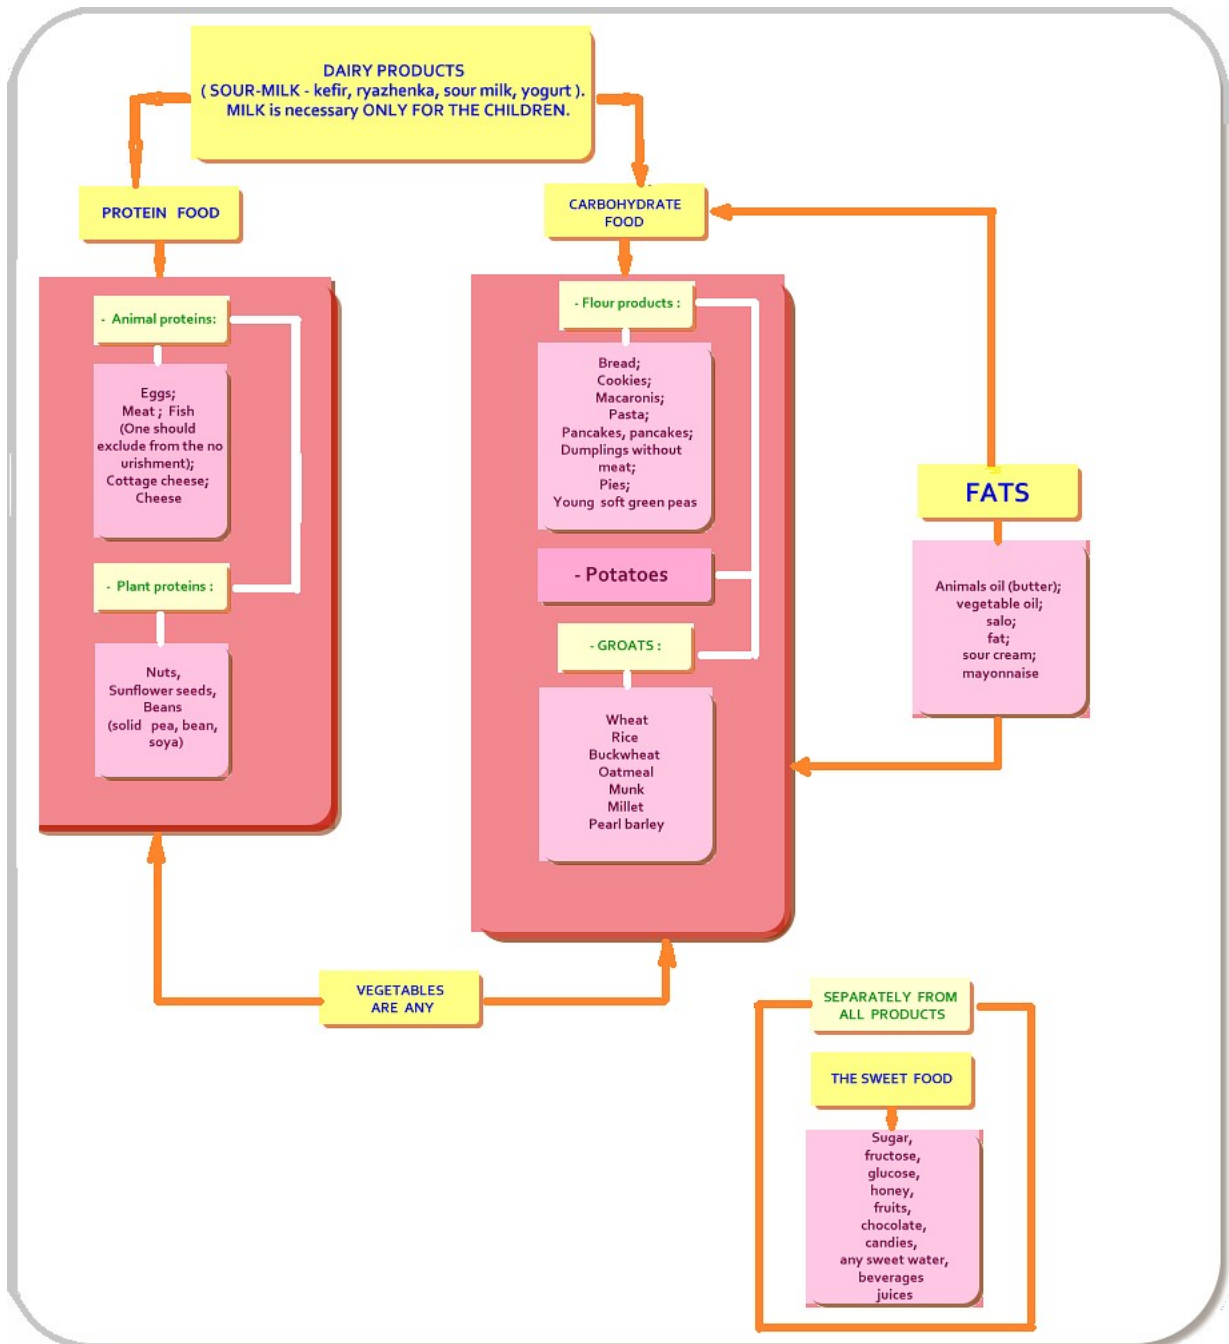 DAIRY PRODUCTS
( SOUR-MILK - kefir, ryazhenka, sour milk, yogurt ).
MILK is necessary ONLY FOR THE CHILDREN.
PROTEIN FOOD
- Animal proteins:
Eggs;
Meat ; Fish
(One should
exclude from the no
urishment);
Cottage cheese;
Cheese
- Plant proteins :
Nuts,
Sunflower seeds,
Beans
(solid pea, bean,
soya)
CARBOHYDRATE
FOOD
- Flour products :
Bread;
Cookies;
Macaronis;
Pasta;
Pancakes, pancakes;
Dumplings without
meat;
Pies;
Young soft green peas
- Potatoes
- GROATS :
Wheat
Rice
Buckwheat
Oatmeal
Munk
Millet
Pearl barley
FATS
Animals oil (butter);
vegetable oil;
salo;
fat;
sour cream;
mayonnaise
VEGETABLES
ARE ANY
SEPARATELY FROM
ALL PRODUCTS
THE SWEET FOOD
Sugar,
fructose,
glucose,
honey,
fruits,
chocolate,
candies,
any sweet water,
beverages
juices